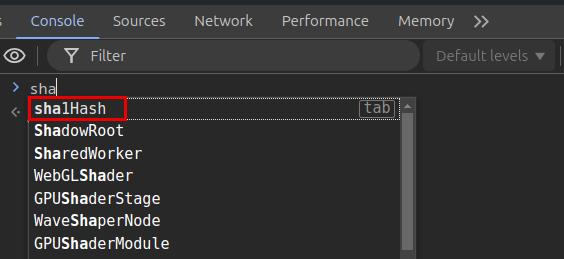 Console Sources Network Performance Memory
Filter Default levels ▼
sha
sha1Hash tab
ShadowRoot
SharedWorker
WebGLShader
GPUShaderStage
WaveShaperNode
GPUShaderModule